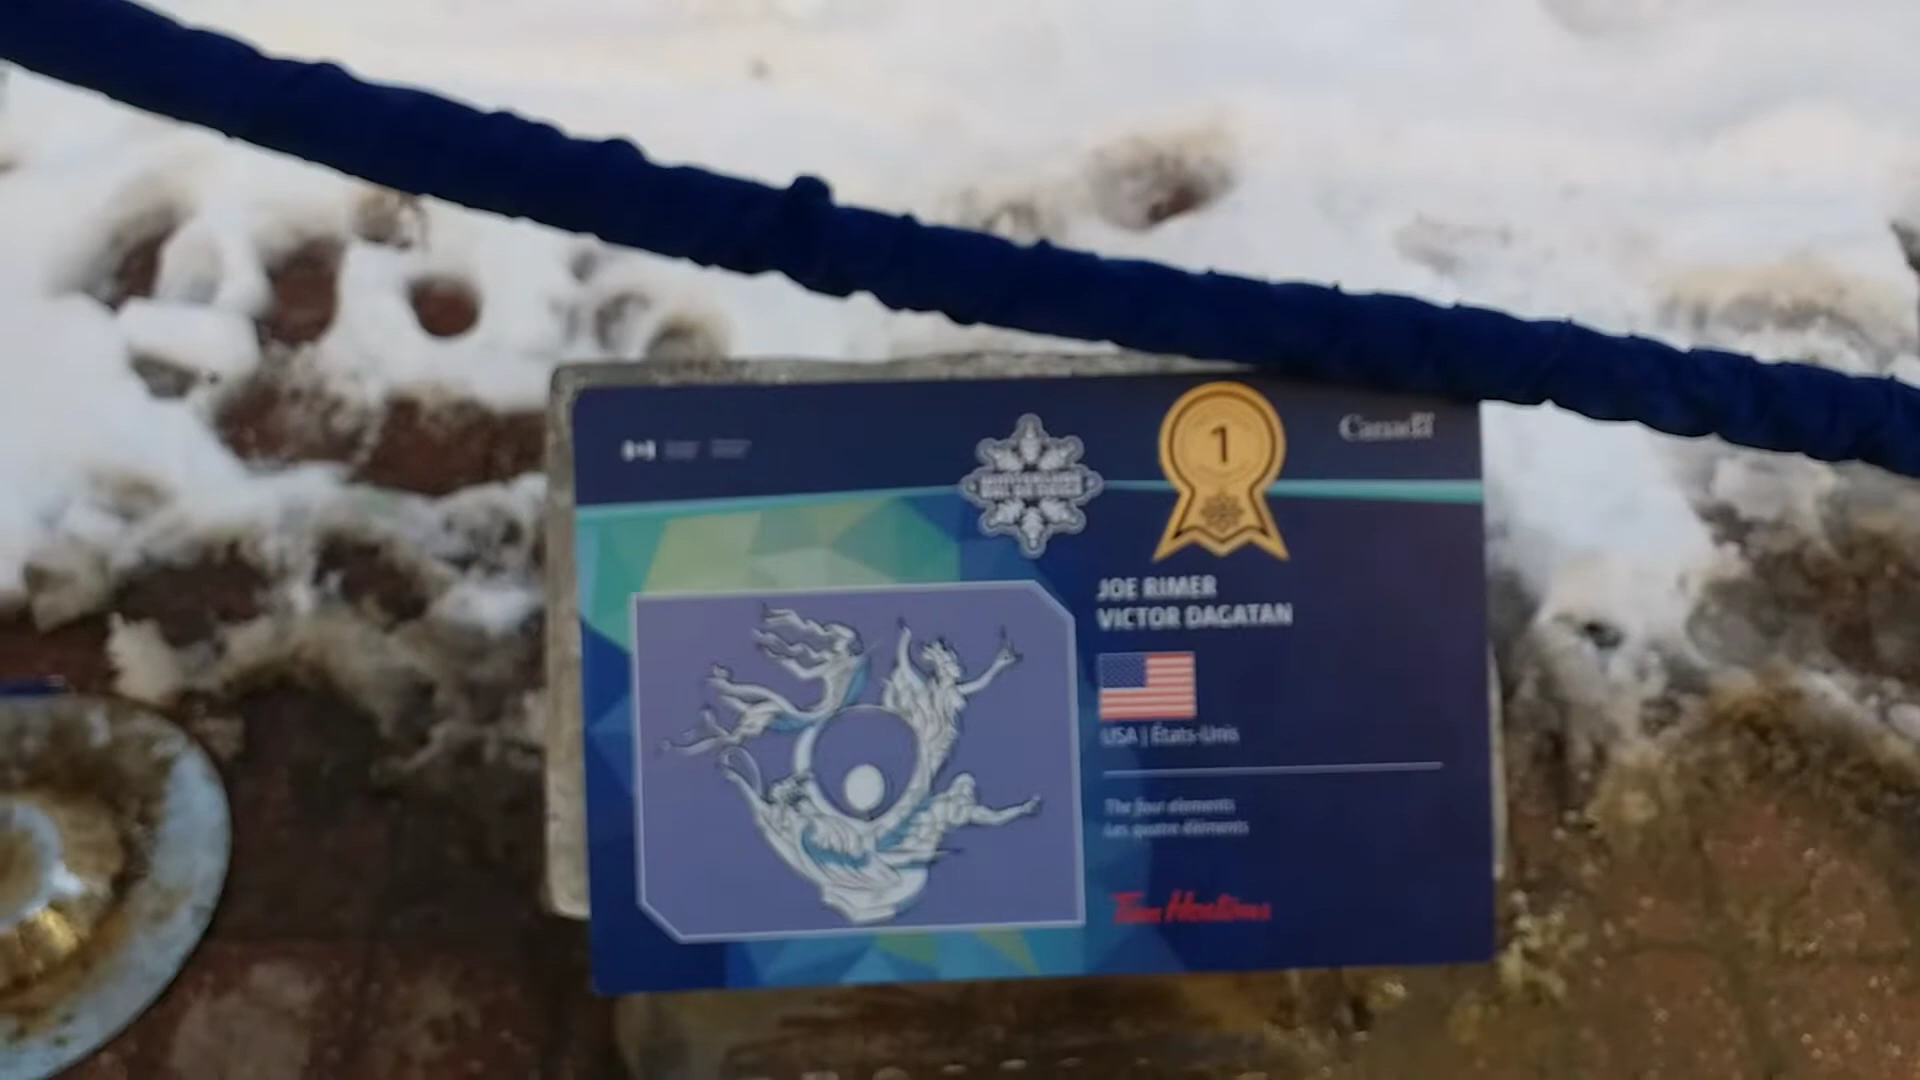 Canada
1
JOE RIMER
VICTOR DAGATAN
USA | États-Unis
The four elements
Les quatre éléments
Tim Hortons